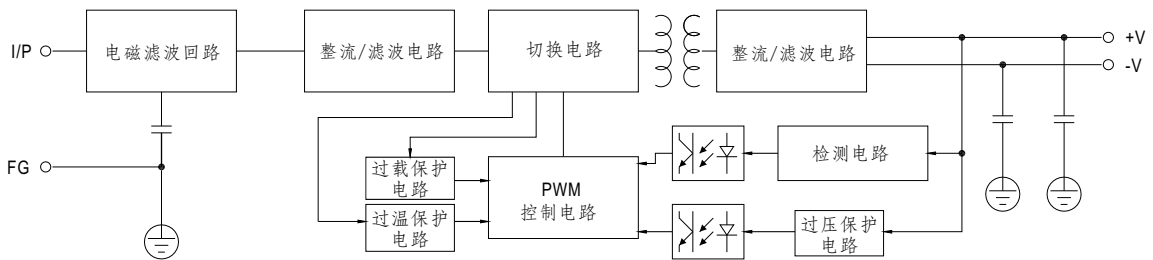 I/P
电磁滤波回路
整流/滤波电路
切换电路
整流/滤波电路
+V
-V
FG
过载保护
电路
过温保护
电路
PWM
控制电路
检测电路
过压保护
电路